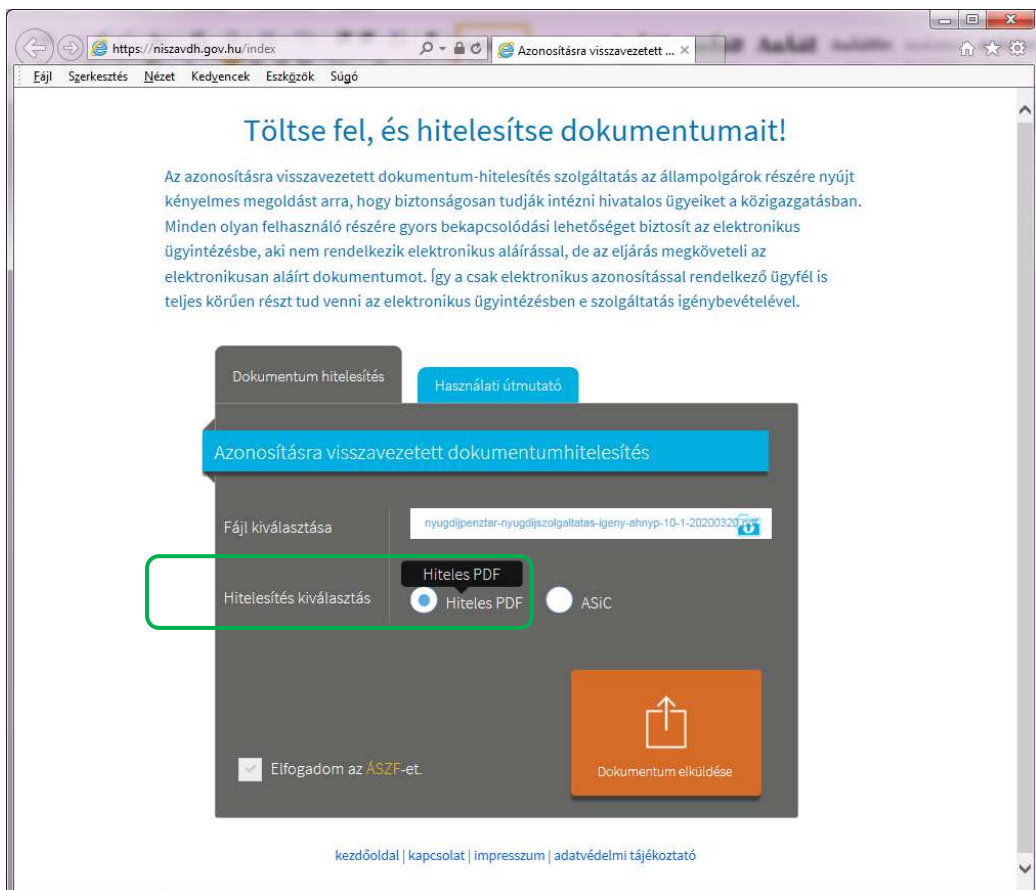 https://niszavdh.gov.hu/index
Azonosításra visszavezetett ...
Fájl Szerkesztés Nézet Kedvencek Eszközök Súgó
Töltse fel, és hitelesítse dokumentumait!
Az azonosításra visszavezetett dokumentum-hitelesítés szolgáltatás az állampolgárok részére nyújt
kényelmes megoldást arra, hogy biztonságosan tudják intézni hivatalos ügyeiket a közigazgatásban.
Minden olyan felhasználó részére gyors bekapcsolódási lehetőséget biztosít az elektronikus
ügyintézésbe, aki nem rendelkezik elektronikus aláírással, de az eljárás megköveteli az
elektronikusan aláírt dokumentumot. Így a csak elektronikus azonosítással rendelkező ügyfél is
teljes körűen részt tud venni az elektronikus ügyintézésben e szolgáltatás igénybevételével.
Dokumentum hitelesítés
Használati útmutató
Azonosításra visszavezetett dokumentumhitelesítés
Fájl kiválasztása
nyugdijpenztar-nyugdijszolgaltatas-igeny-ahnyp-10-1-20200320
Hiteles PDF
Hitelesítés kiválasztás
Hiteles PDF
ASiC
Elfogadom az ÁSZF-et.
Dokumentum elküldése
kezdőoldal | kapcsolat | impresszum | adatvédelmi tájékoztató